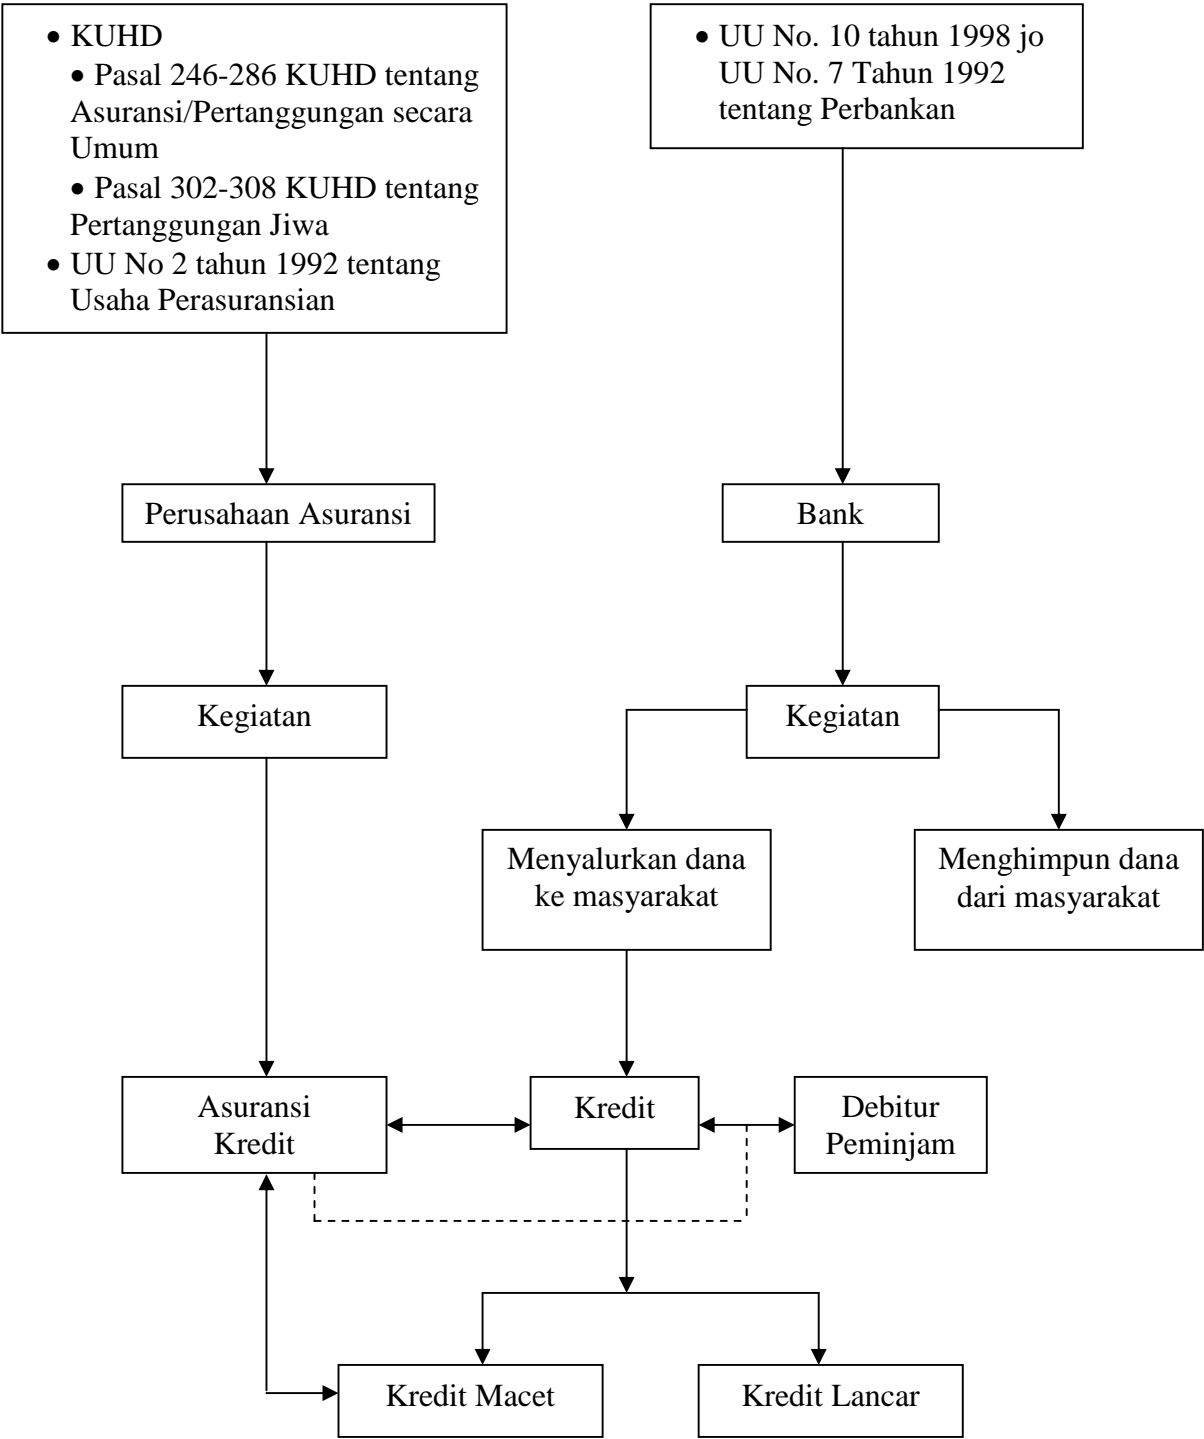 • KUHD
• Pasal 246-286 KUHD tentang
Asuransi/Pertanggungan secara
Umum
• Pasal 302-308 KUHD tentang
Pertanggungan Jiwa
• UU No 2 tahun 1992 tentang
Usaha Perasuransian
• UU No. 10 tahun 1998 jo
UU No. 7 Tahun 1992
tentang Perbankan
Perusahaan Asuransi
Bank
Kegiatan
Kegiatan
Menyalurkan dana
ke masyarakat
Menghimpun dana
dari masyarakat
Asuransi
Kredit
Kredit
Debitur
Peminjam
Kredit Macet
Kredit Lancar